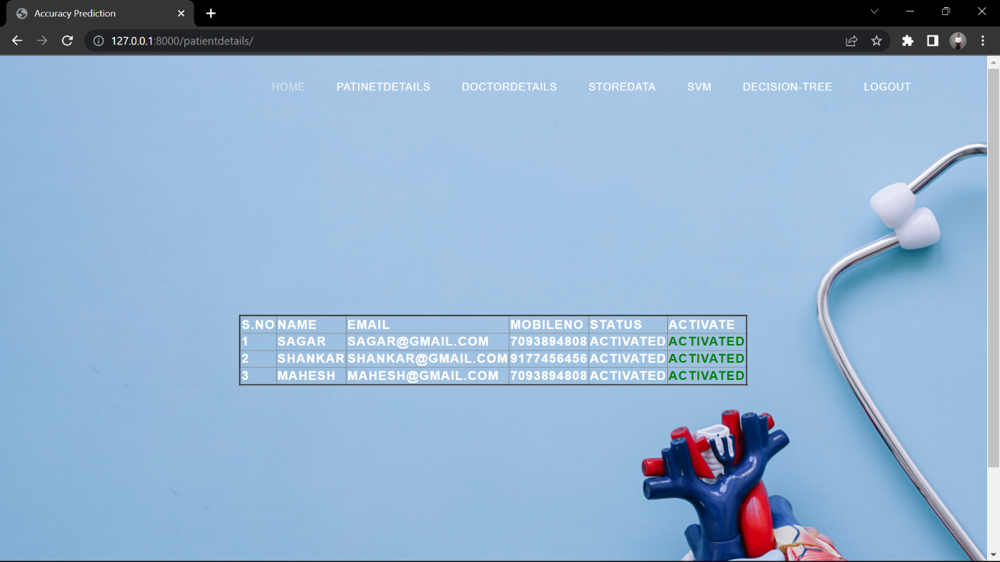 Accuracy Prediction
127.0.0.1:8000/patientdetails/
HOME PATINETDETAILS DOCTORDETAILS STOREDATA SVM DECISION-TREE LOGOUT
S.NO NAME EMAIL MOBILENO STATUS ACTIVATE
1 SAGAR SAGAR@GMAIL.COM 7093894808 ACTIVATED ACTIVATED
2 SHANKAR SHANKAR@GMAIL.COM 9177456456 ACTIVATED ACTIVATED
3 MAHESH MAHESH@GMAIL.COM 7093894808 ACTIVATED ACTIVATED